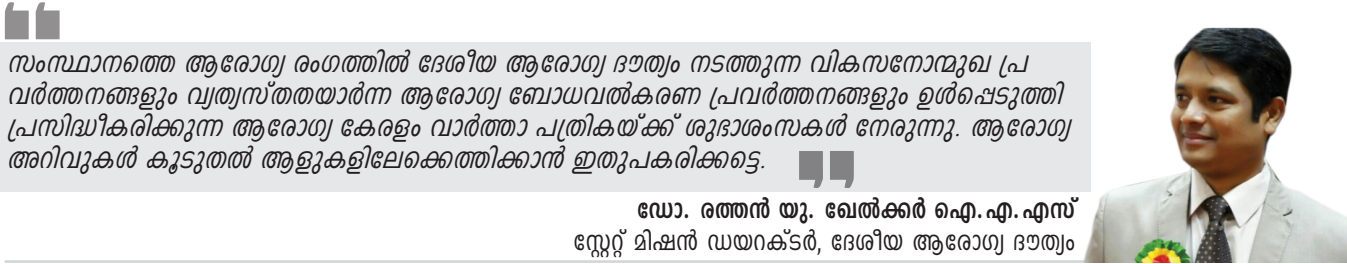 സംസ്ഥാനത്തെ ആരോഗ്യ രംഗത്തിൽ ദേശീയ ആരോഗ്യ ദൗത്യം നടത്തുന്ന വികസനോന്മുഖ പ്ര
വർത്തനങ്ങളും വ്യത്യസ്തതയാർന്ന ആരോഗ്യ ബോധവൽകരണ പ്രവർത്തനങ്ങളും ഉൾപ്പെടുത്തി
പ്രസിദ്ധീകരിക്കുന്ന ആരോഗ്യ കേരളം വാർത്താ പത്രികയ്ക്ക് ശുഭാശംസകൾ നേരുന്നു. ആരോഗ്യ
അറിവുകൾ കൂടുതൽ ആളുകളിലേക്കെത്തിക്കാൻ ഇതുപകരിക്കട്ടെ.
ഡോ. രത്തൻ യു. ഖേൽക്കർ ഐ.എ.എസ്
സ്റ്റേറ്റ് മിഷൻ ഡയറക്ടർ, ദേശീയ ആരോഗ്യ ദൗത്യം